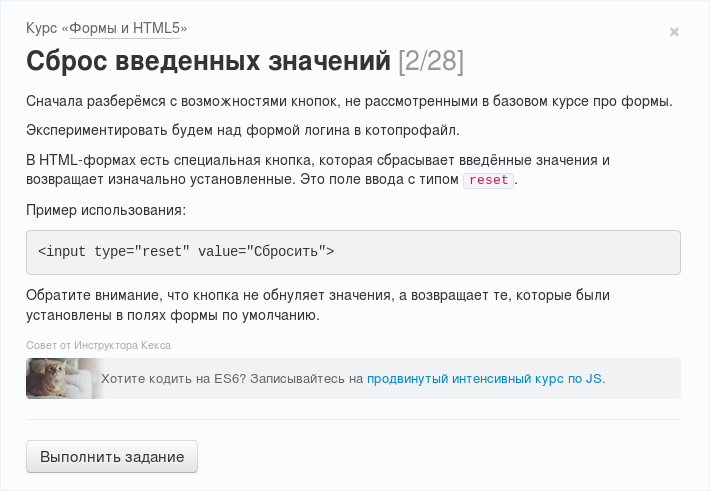 Курс «Формы и HTML5»
×
Сброс введенных значений [2/28]
Сначала разберёмся с возможностями кнопок, не рассмотренными в базовом курсе про формы.
Экспериментировать будем над формой логина в котопрофайл.
В HTML-формах есть специальная кнопка, которая сбрасывает введённые значения и
возвращает изначально установленные. Это поле ввода с типом reset.
Пример использования:
<input type="reset" value="Сбросить">
Обратите внимание, что кнопка не обнуляет значения, а возвращает те, которые были
установлены в полях формы по умолчанию.
Совет от Инструктора Кекса
Хотите кодить на ES6? Записывайтесь на продвинутый интенсивный курс по JS.
Выполнить задание